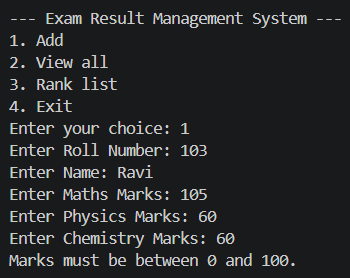 --- Exam Result Management System ---
1. Add
2. View all
3. Rank list
4. Exit
Enter your choice: 1
Enter Roll Number: 103
Enter Name: Ravi
Enter Maths Marks: 105
Enter Physics Marks: 60
Enter Chemistry Marks: 60
Marks must be between 0 and 100.